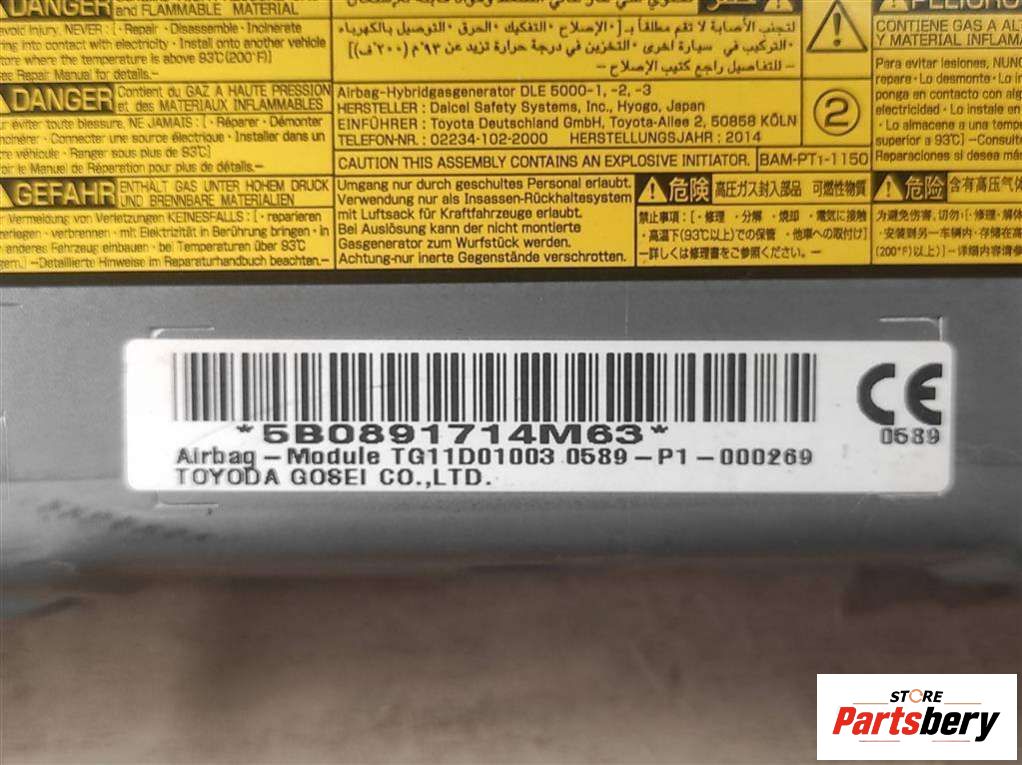 DANGER
and FLAMMABLE MATERIAL
avoid injury, NEVER : [ · Repair · Disassemble · Incinerate
into contact with electricity · Install onto another vehicle
where the temperature is above 93℃(200°F)]
Repair Manual for details.–
DANGER Contient du GAZ A HAUTE PRESSION
et des MATERIAUX INFLAMMABLES
éviter toute blessure, NE JAMAIS : [ · Réparer · Démonter
· Connecter une source électrique · Installer dans un
véhicule · Ranger sous plus de 93℃]
le Manuel de Réparation pour plus de détails.–
GEFAHR ENTHÄLT GAS UNTER HOHEM DRUCK
UND BRENNBARE MATERIALIEN
Vermeidung von Verletzungen KEINESFALLS : [ · reparieren
· verbrennen · mit Elektrizität in Berührung bringen · in
anderes Fahrzeug einbauen · bei Temperaturen über 93℃
]–Detaillierte Hinweise im Reparaturhandbuch beachten.–
لتجنب الأصابة لا تقم مطلقاً بـ [· الإصلاح · التفكيك · الحرق · التوصيل بالكهرباء
· التركيب في سيارة أخرى · التخزين في درجة حرارة تزيد عن ٩٣°م (٢٠٠°ف)]
– للتفاصيل راجع كتيب الإصلاح –
Airbag-Hybridgasgenerator DLE 5000-1, -2, -3
HERSTELLER : Daicel Safety Systems, Inc., Hyogo, Japan
EINFÜHRER : Toyota Deutschland GmbH, Toyota-Allee 2, 50858 KÖLN
TELEFON-NR. : 02234-102-2000 HERSTELLUNGSJAHR : 2014
2
CAUTION THIS ASSEMBLY CONTAINS AN EXPLOSIVE INITIATOR. BAM-PT1-1150
Umgang nur durch geschultes Personal erlaubt.
Verwendung nur als Insassen-Rückhaltesystem
mit Luftsack für Kraftfahrzeuge erlaubt.
Bei Auslösung kann der nicht montierte
Gasgenerator zum Wurfstück werden.
Achtung-nur inerte Gegenstände verschrotten.
危険 高圧ガス封入部品 可燃性物質
禁止事項 : [ · 修理 · 分解 · 焼却 · 電気に接触
· 高温下(93℃以上)での保管 · 他車への取付け]
–詳しくは修理書をご参照ください。–
PELIGRO
CONTIENE GAS A
Y MATERIAL
Para evitar lesiones,
repare · Lo desmonte · Lo
ponga en contacto con
electricidad · Lo instale en
· Lo almacene a una
superior a 93℃]
Reparaciones si desea
危险 含有高压气体
为避免伤害,切勿[ · 修理 ·
· 安装到另一车辆内 · 存储在高
(200°F)以上] –详细内容请参
*5B0891714M63*
CE
0589
Airbag–Module TG11D01003 0589–P1–000269
TOYODA GOSEI CO.,LTD.
STORE
Partsbery